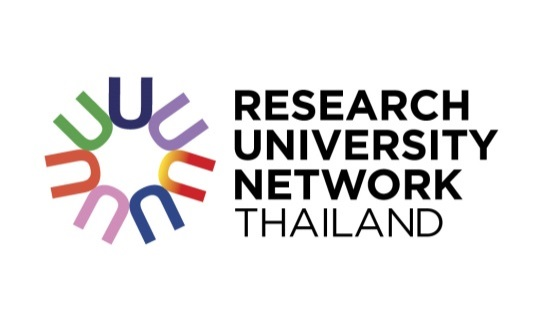 RESEARCH
UNIVERSITY
NETWORK
THAILAND